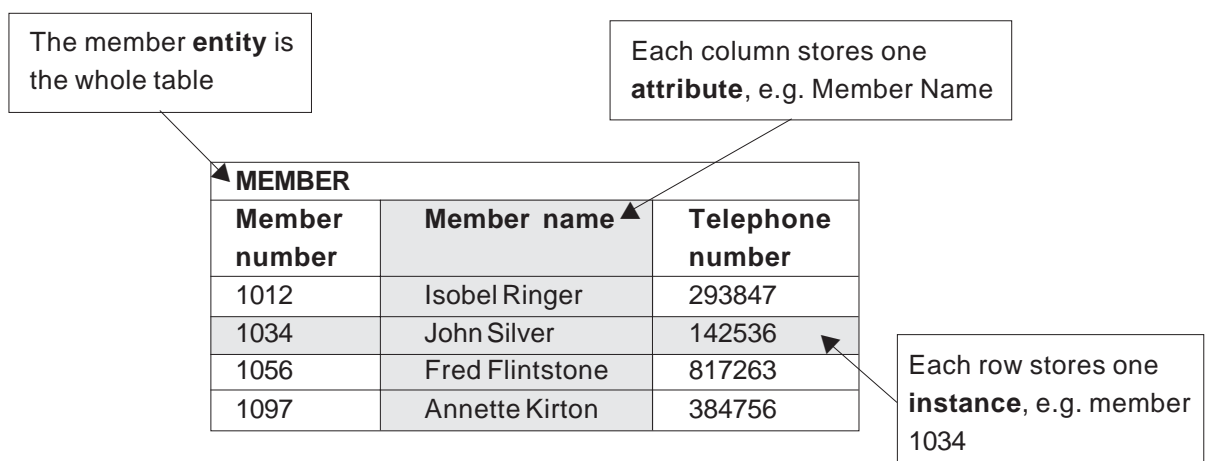 The member entity is
the whole table
Each column stores one
attribute, e.g. Member Name
MEMBER
Member number Member name Telephone number
1012 Isobel Ringer 293847
1034 John Silver 142536
1056 Fred Flintstone 817263
1097 Annette Kirton 384756
Each row stores one
instance, e.g. member
1034